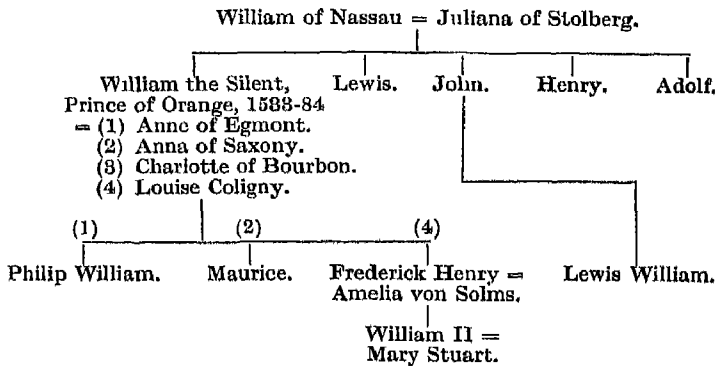 William of Nassau = Juliana of Stolberg.
William the Silent, Lewis. John. Henry. Adolf.
Prince of Orange, 1533-84
= (1) Anne of Egmont.
(2) Anna of Saxony.
(3) Charlotte of Bourbon.
(4) Louise Coligny.
(1) (2) (4)
Philip William. Maurice. Frederick Henry = Lewis William.
Amelia von Solms.
William II =
Mary Stuart.